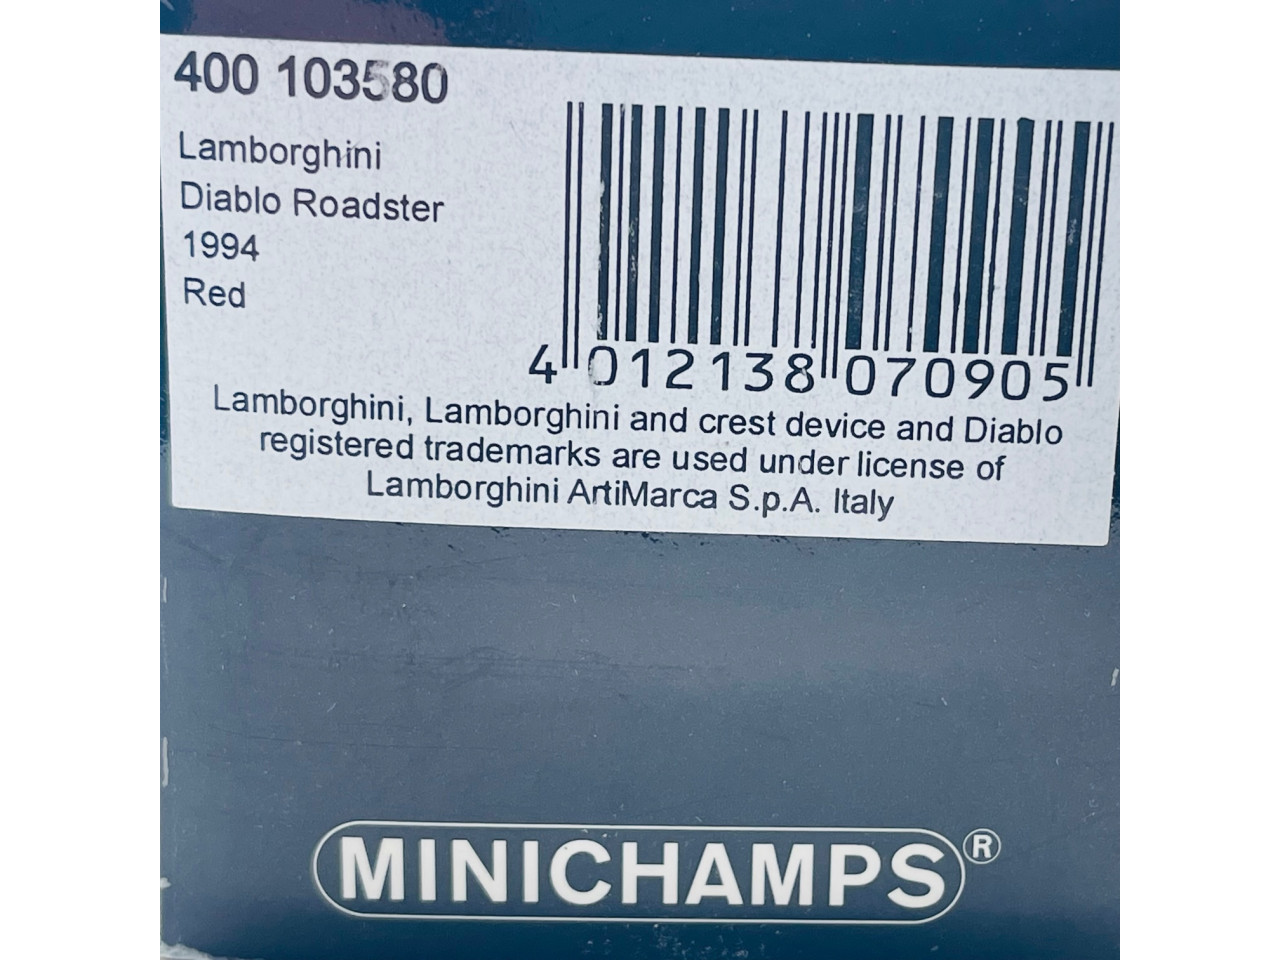 400 103580
Lamborghini
Diablo Roadster
1994
Red
4 012138 070905
Lamborghini, Lamborghini and crest device and Diablo
registered trademarks are used under license of
Lamborghini ArtiMarca S.p.A. Italy
MINICHAMPS®